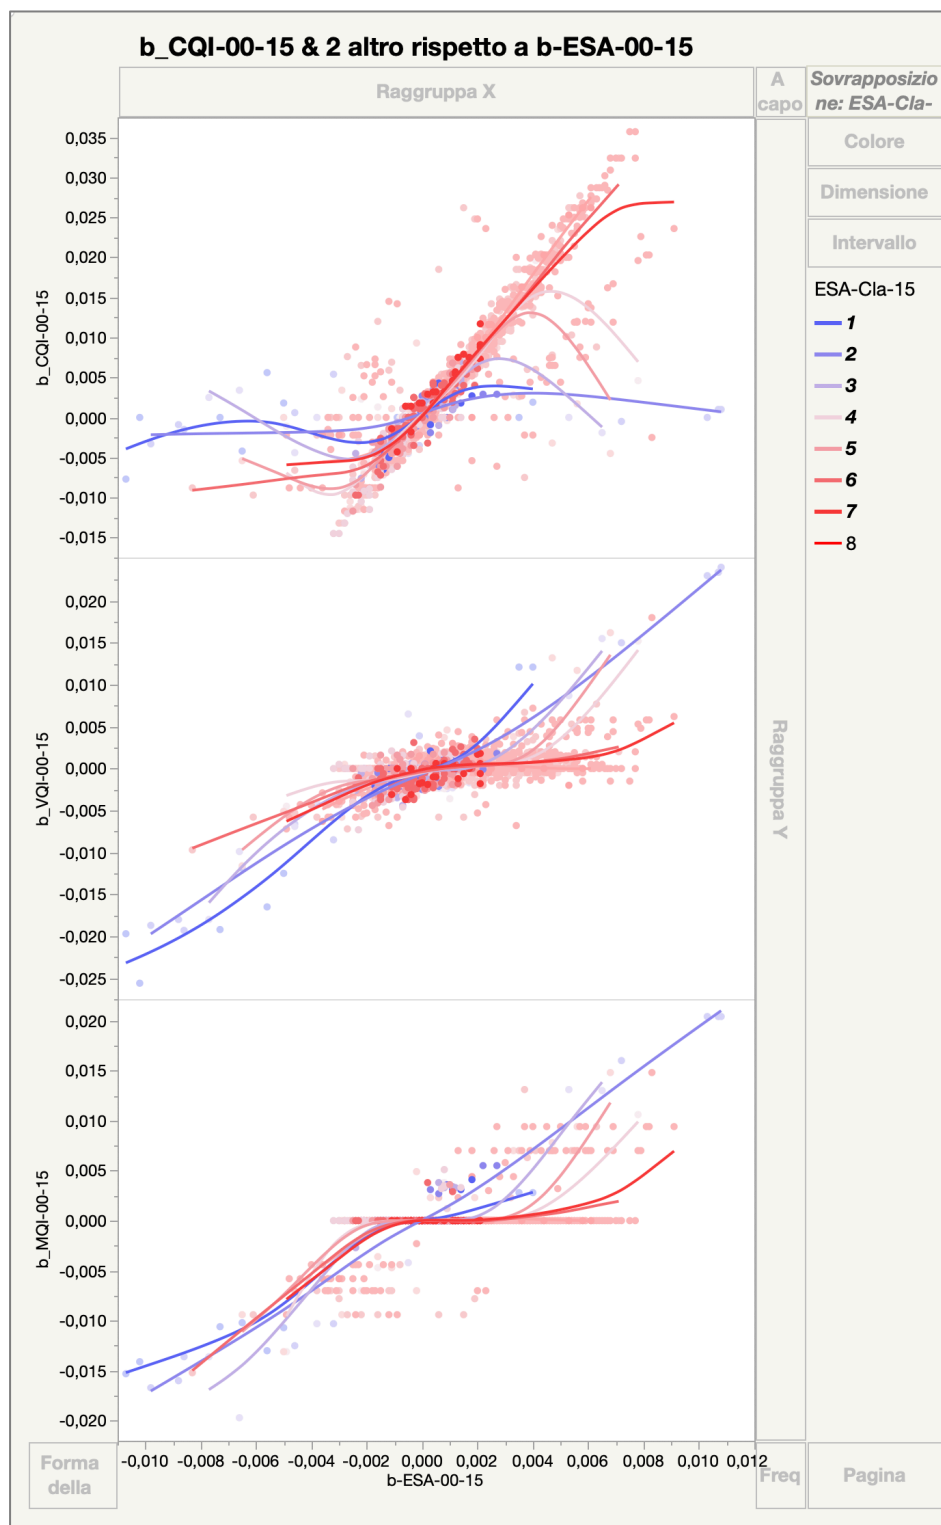 b_CQI-00-15 & 2 altro rispetto a b-ESA-00-15
Raggruppa X
A
capo
Sovrapposizio
ne: ESA-Cla-
Colore
Dimensione
Intervallo
ESA-Cla-15
1
2
3
4
5
6
7
8
0,035
0,030
0,025
0,020
0,015
0,010
0,005
0,000
-0,005
-0,010
-0,015
b_CQI-00-15
0,020
0,015
0,010
0,005
0,000
-0,005
-0,010
-0,015
-0,020
-0,025
b_VQI-00-15
Raggruppa Y
0,020
0,015
0,010
0,005
0,000
-0,005
-0,010
-0,015
-0,020
b_MQI-00-15
-0,010 -0,008 -0,006 -0,004 -0,002 0,000 0,002 0,004 0,006 0,008 0,010 0,012
b-ESA-00-15
Forma
della
Freq
Pagina